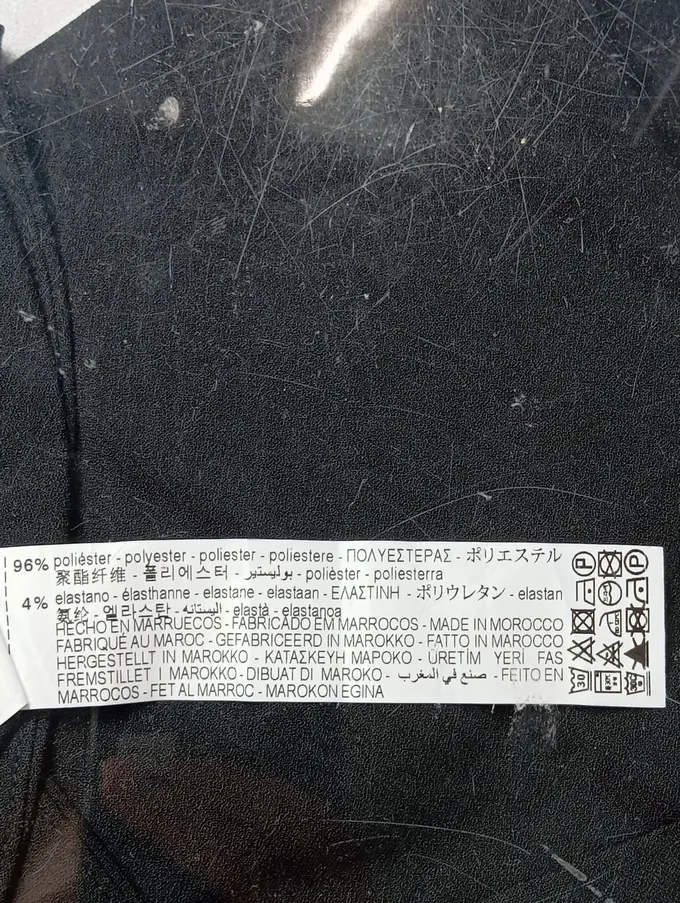 96% poliéster - polyester - poliester - poliestere - ΠΟΛΥΕΣΤΕΡΑΣ - ポリエステル
聚酯纤维 - 폴리에스터 - بوليستير - polièster - poliesterra
4% elastano - élasthanne - elastane - elastaan - ΕΛΑΣΤΙΝΗ - ポリウレタン - elastan
氨纶 - 엘라스탄 - الستانه - elastà - elastanoa
HECHO EN MARRUECOS - FABRICADO EM MARROCOS - MADE IN MOROCCO
FABRIQUÉ AU MAROC - GEFABRICEERD IN MAROKKO - FATTO IN MAROCCO
HERGESTELLT IN MAROKKO - ΚΑΤΑΣΚΕΥΗ ΜΑΡΟΚΟ - ÜRETİM YERİ FAS
FREMSTILLET I MAROKKO - DIBUAT DI MAROKO - صنع في المغرب - FEITO EN
MARROCOS - FET AL MARROC - MAROKON EGINA
P P
30